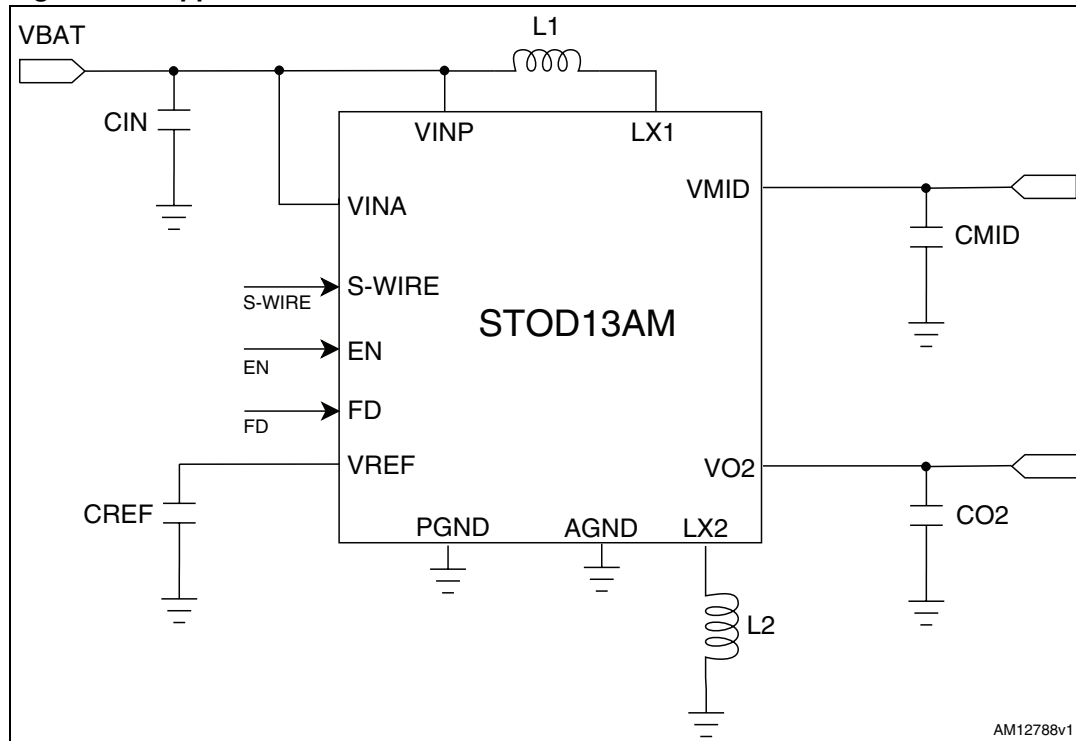 VBAT
L1
CIN
VINP
LX1
VINA
VMID
CMID
S-WIRE
S-WIRE
STOD13AM
EN
EN
FD
FD
VREF
VO2
CREF
PGND
AGND
LX2
CO2
L2
AM12788v1